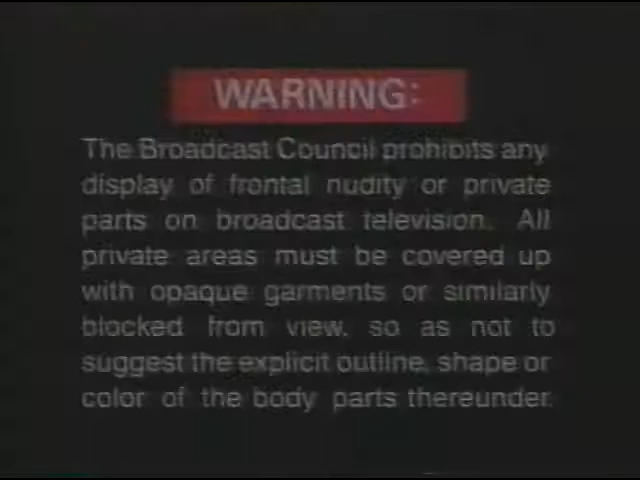 WARNING:
The Broadcast Council prohibits any
display of frontal nudity or private
parts on broadcast television. All
private areas must be covered up
with opaque garments or similarly
blocked from view, so as not to
suggest the explicit outline, shape or
color of the body parts thereunder.